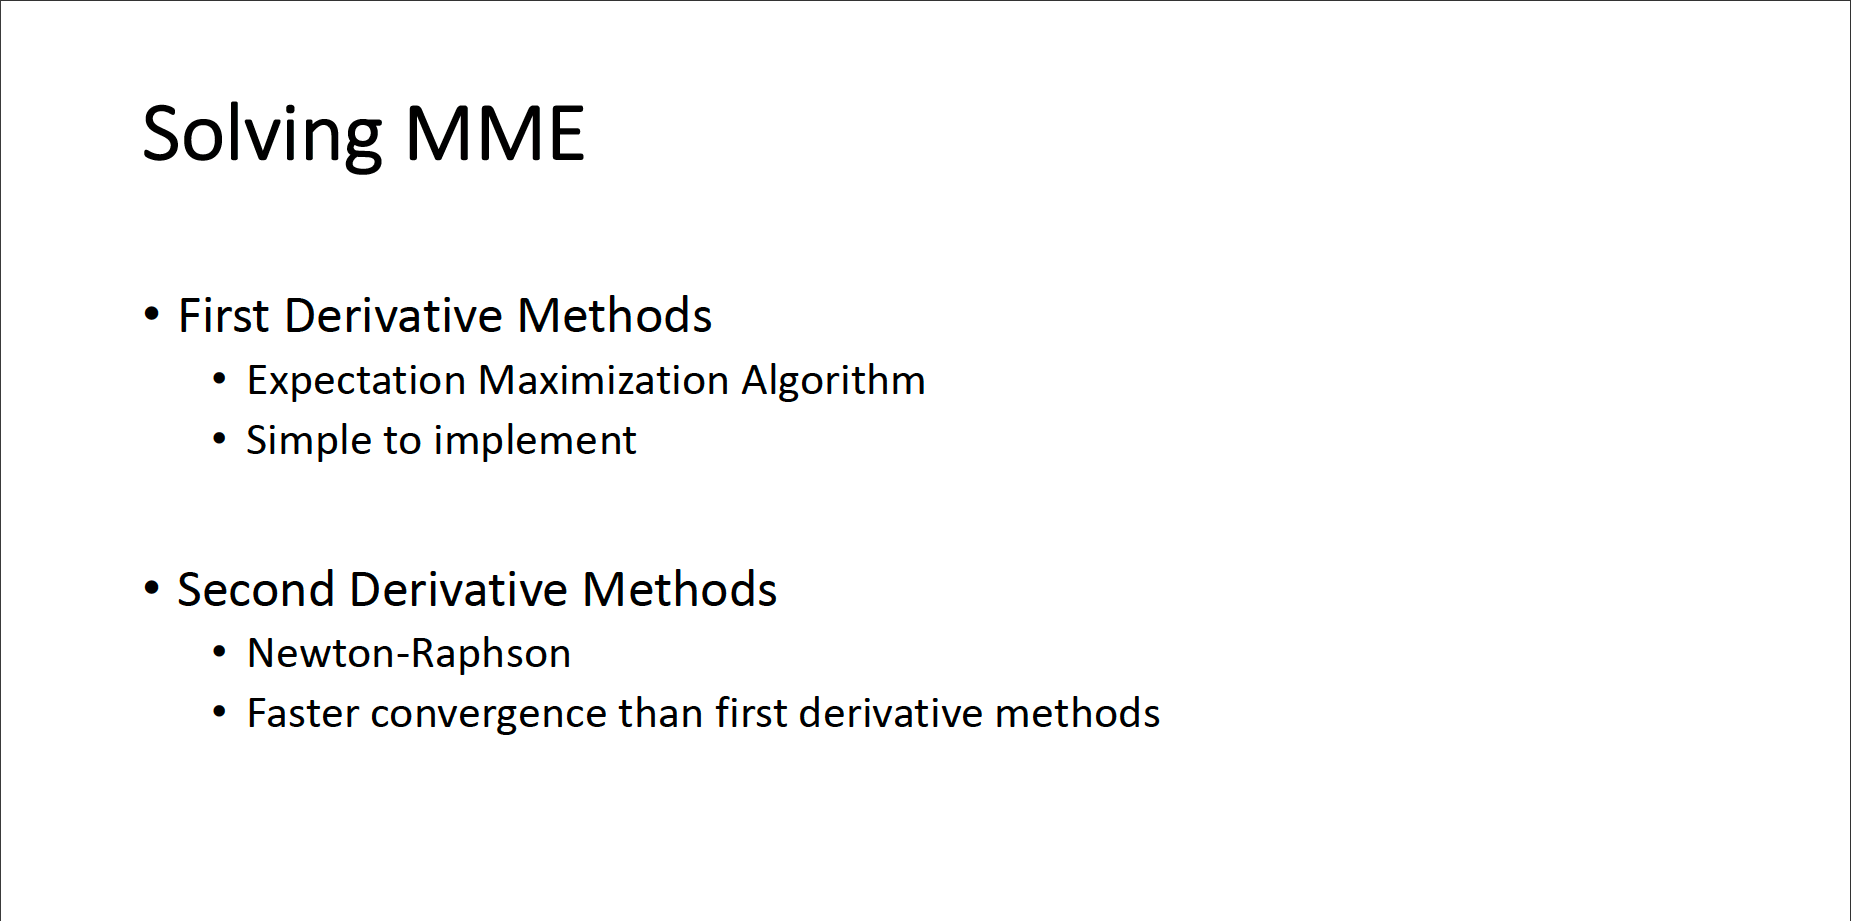 Solving MME
• First Derivative Methods
• Expectation Maximization Algorithm
• Simple to implement
• Second Derivative Methods
• Newton-Raphson
• Faster convergence than first derivative methods